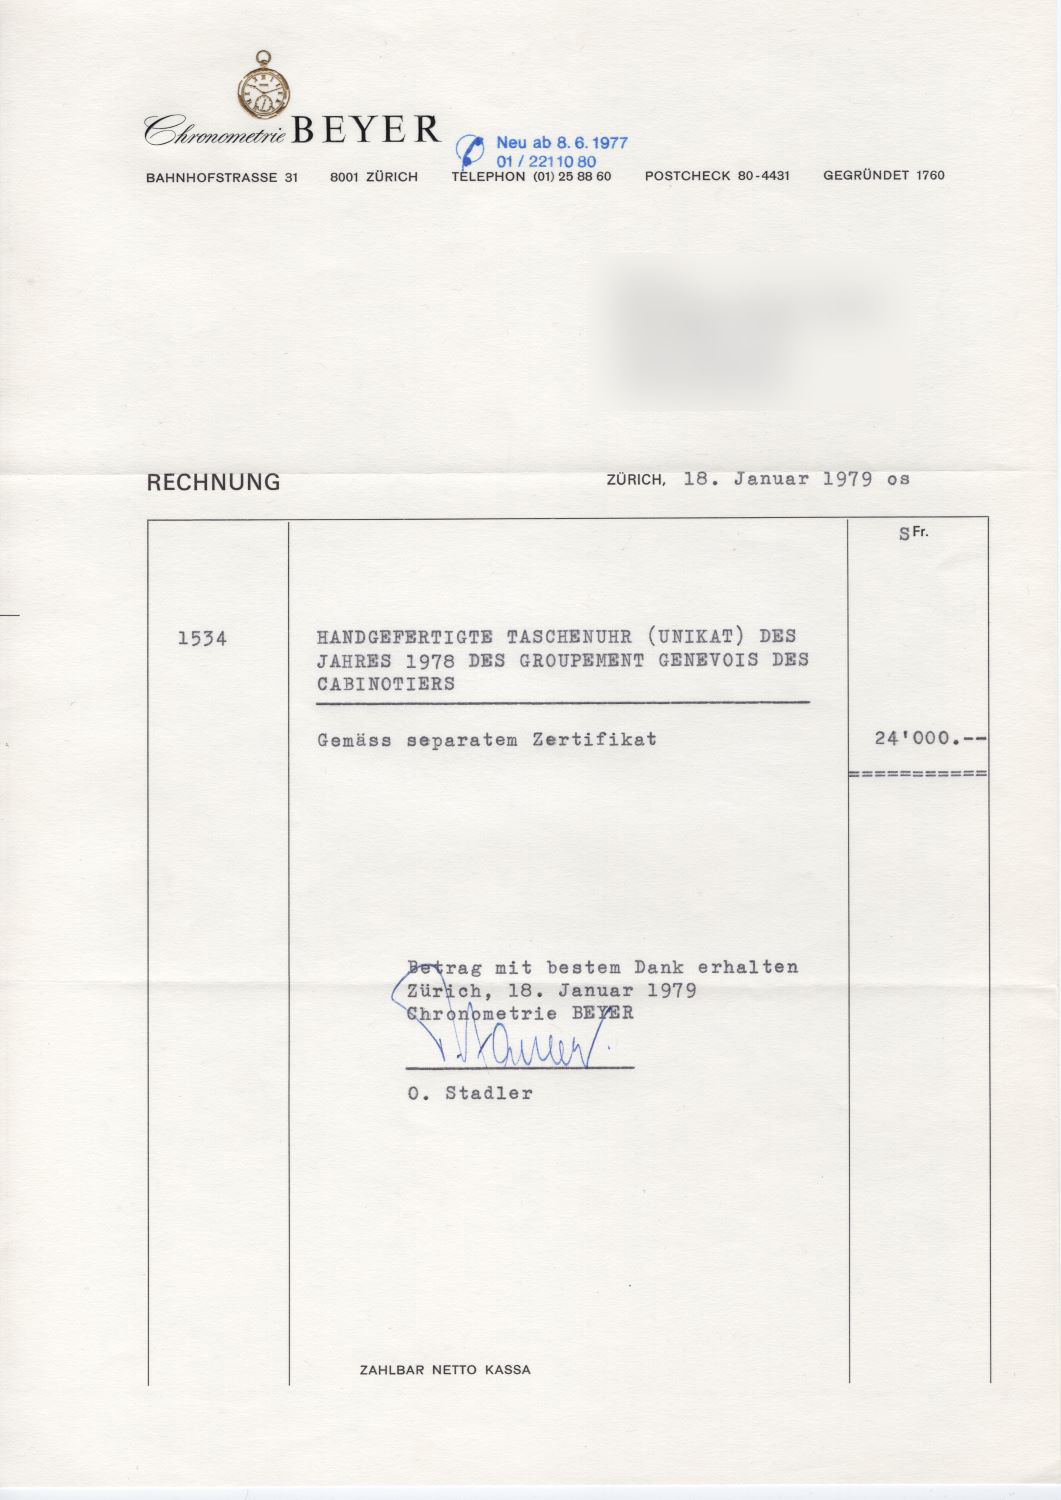 Chronometrie BEYER
Neu ab 8. 6. 1977
01 / 221 10 80
BAHNHOFSTRASSE 31 8001 ZÜRICH TELEPHON (01) 25 88 60 POSTCHECK 80-4431 GEGRÜNDET 1760
RECHNUNG ZÜRICH, 18. Januar 1979 os
SFr.
1534 HANDGEFERTIGTE TASCHENUHR (UNIKAT) DES
JAHRES 1978 DES GROUPEMENT GENEVOIS DES
CABINOTIERS
Gemäss separatem Zertifikat 24'000.--
===========
Betrag mit bestem Dank erhalten
Zürich, 18. Januar 1979
Chronometrie BEYER
O. Stadler
ZAHLBAR NETTO KASSA